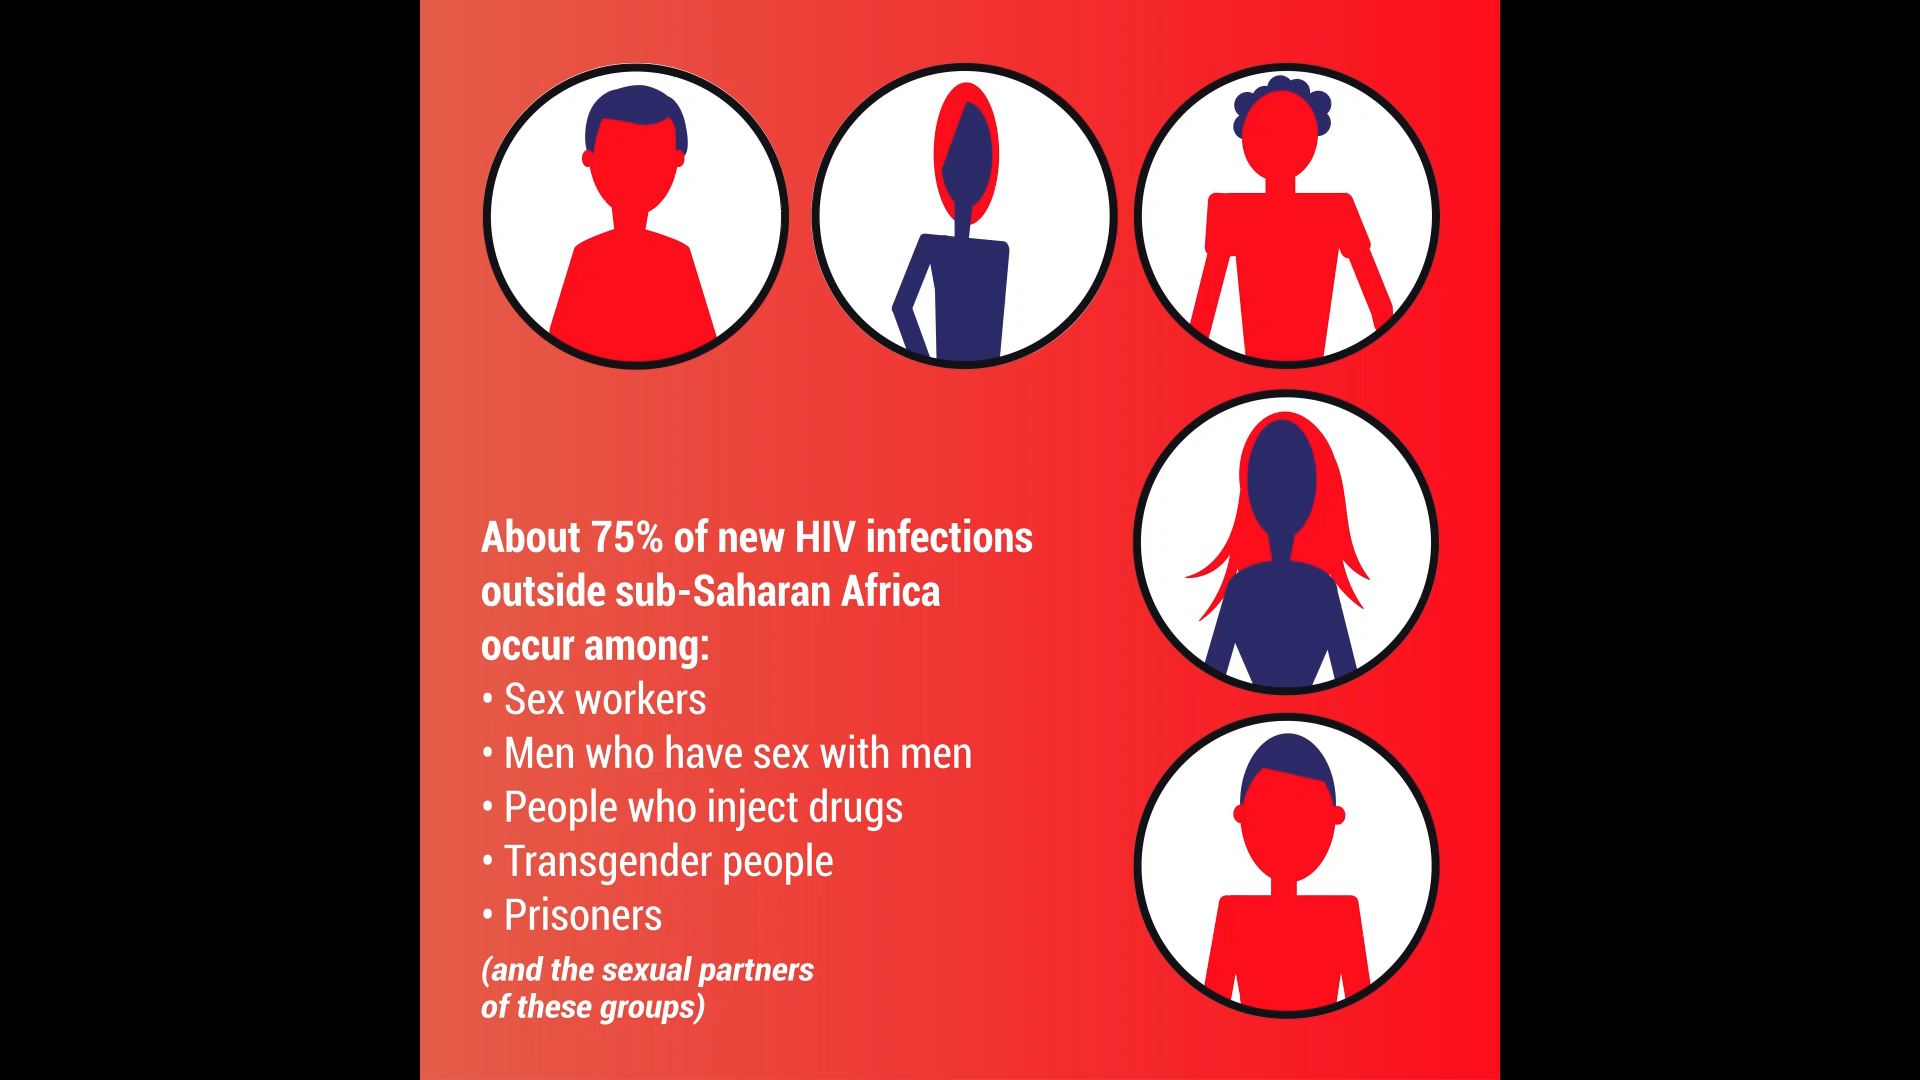 About 75% of new HIV infections
outside sub-Saharan Africa
occur among:
• Sex workers
• Men who have sex with men
• People who inject drugs
• Transgender people
• Prisoners
(and the sexual partners
of these groups)